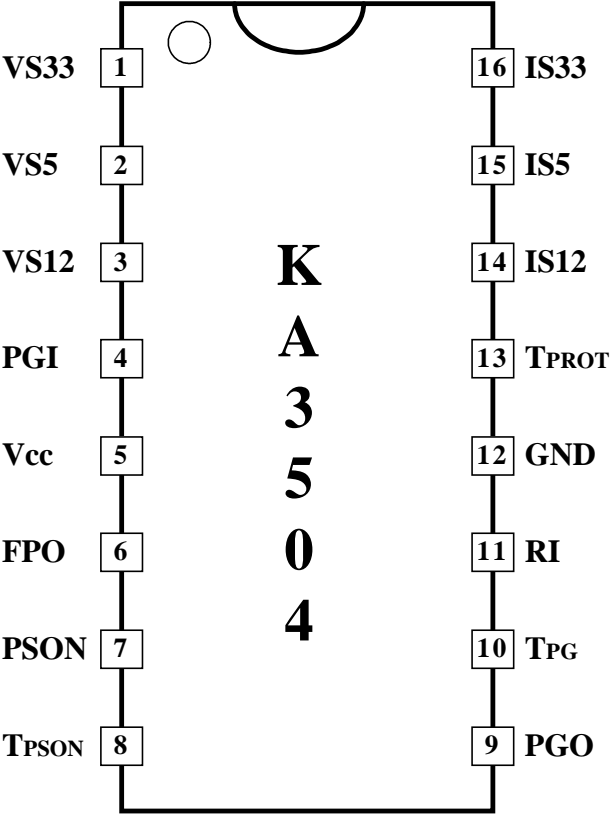 VS33 1 16 IS33
VS5 2 15 IS5
VS12 3 14 IS12
PGI 4 13 TPROT
Vcc 5 12 GND
FPO 6 11 RI
PSON 7 10 TPG
TPSON 8 9 PGO
K
A
3
5
0
4